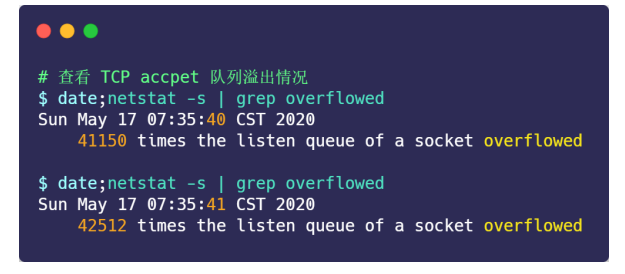 # 查看 TCP accpet 队列溢出情况
$ date;netstat -s | grep overflowed
Sun May 17 07:35:40 CST 2020
41150 times the listen queue of a socket overflowed
$ date;netstat -s | grep overflowed
Sun May 17 07:35:41 CST 2020
42512 times the listen queue of a socket overflowed